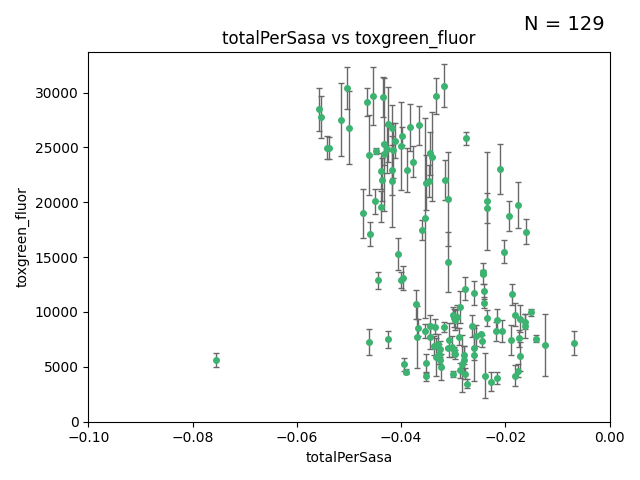 N = 129
totalPerSasa vs toxgreen_fluor
toxgreen_fluor
30000
25000
20000
15000
10000
5000
0
−0.10 −0.08 −0.06 −0.04 −0.02 0.00
totalPerSasa